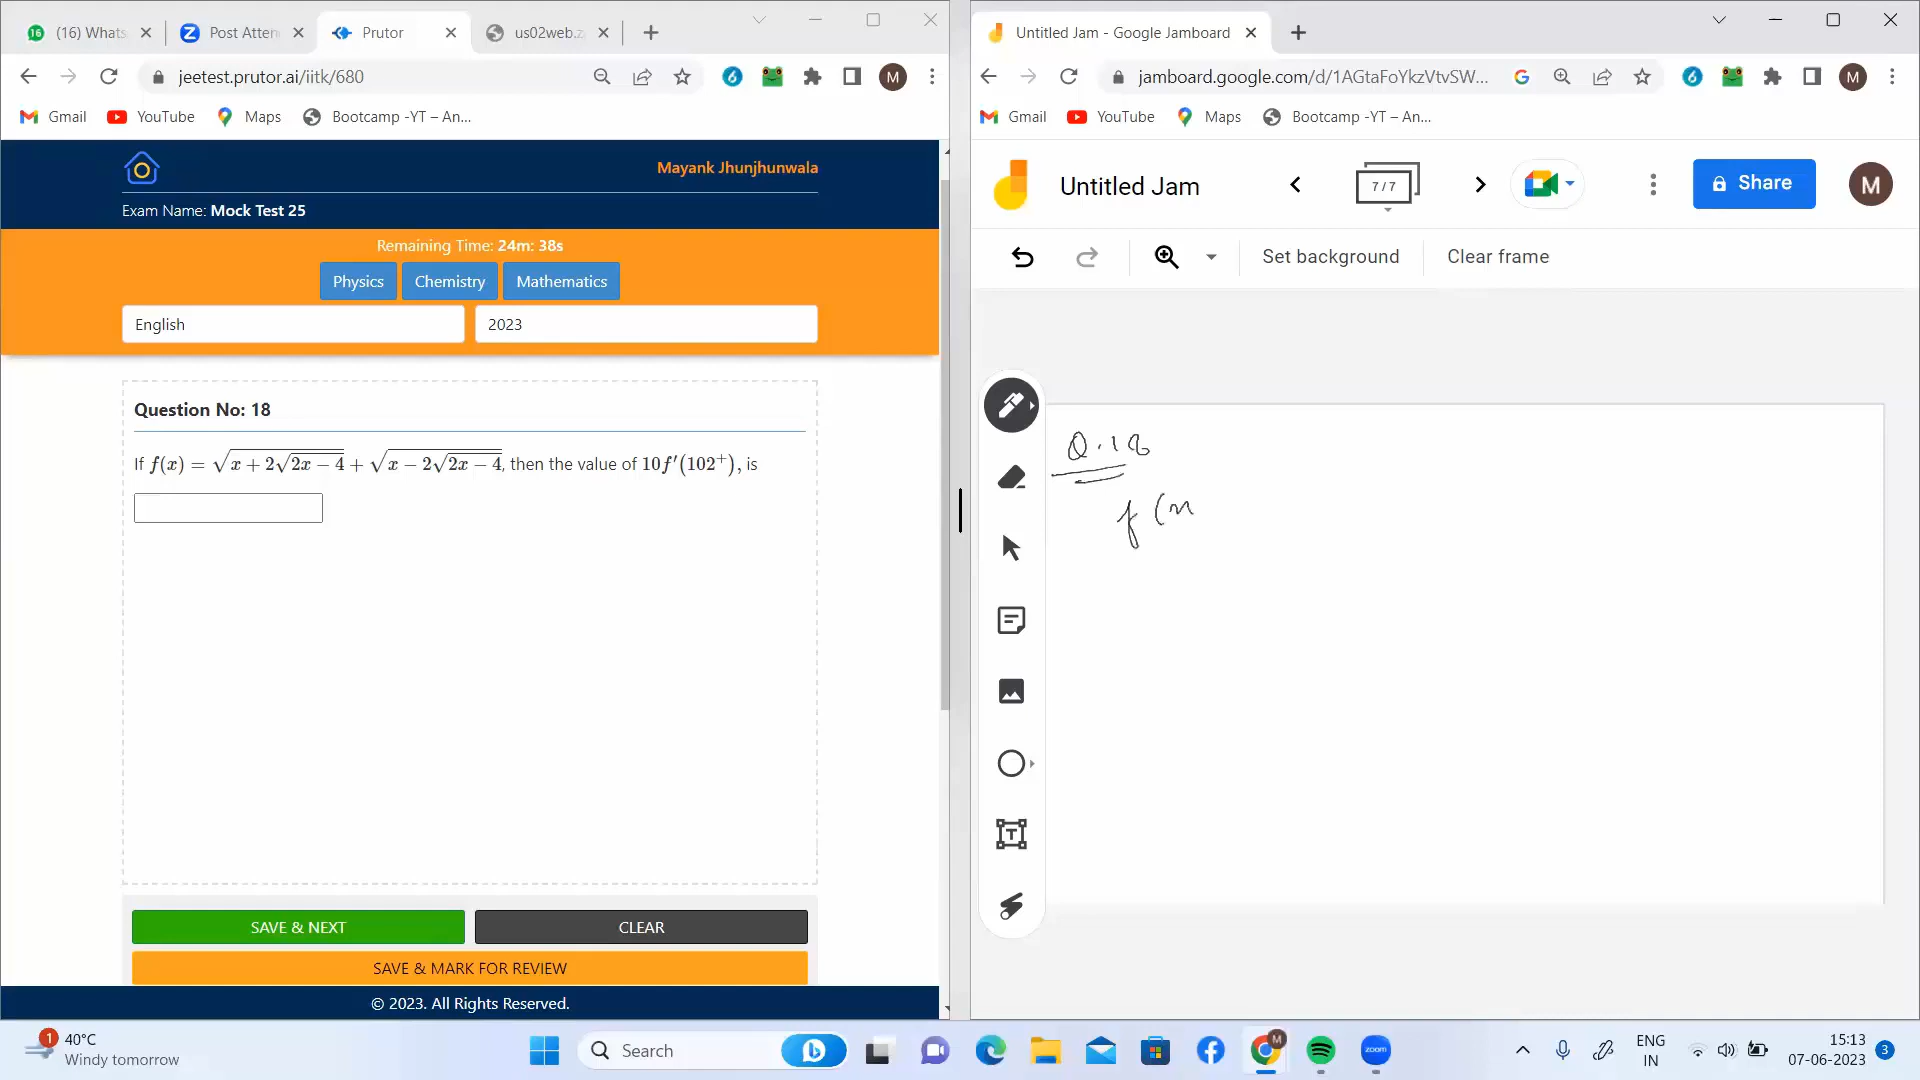 (16) Whats
Post Atten
Prutor
us02web.z
jeetest.prutor.ai/iitk/680
M
Gmail
YouTube
Maps
Bootcamp -YT – An...
Mayank Jhunjhunwala
Exam Name: Mock Test 25
Remaining Time: 24m: 38s
Physics
Chemistry
Mathematics
English
2023
Question No: 18
If f(x) = √(x + 2√(2x − 4)) + √(x − 2√(2x − 4)), then the value of 10f′(102⁺), is
SAVE & NEXT
CLEAR
SAVE & MARK FOR REVIEW
© 2023. All Rights Reserved.
Untitled Jam - Google Jamboard
jamboard.google.com/d/1AGtaFoYkzVtvSW...
M
Gmail
YouTube
Maps
Bootcamp -YT – An...
Untitled Jam
7 / 7
Share
M
Set background
Clear frame
Q.18
f(x
1
40°C
Windy tomorrow
Search
M
zoom
ENG
IN
15:13
07-06-2023
3